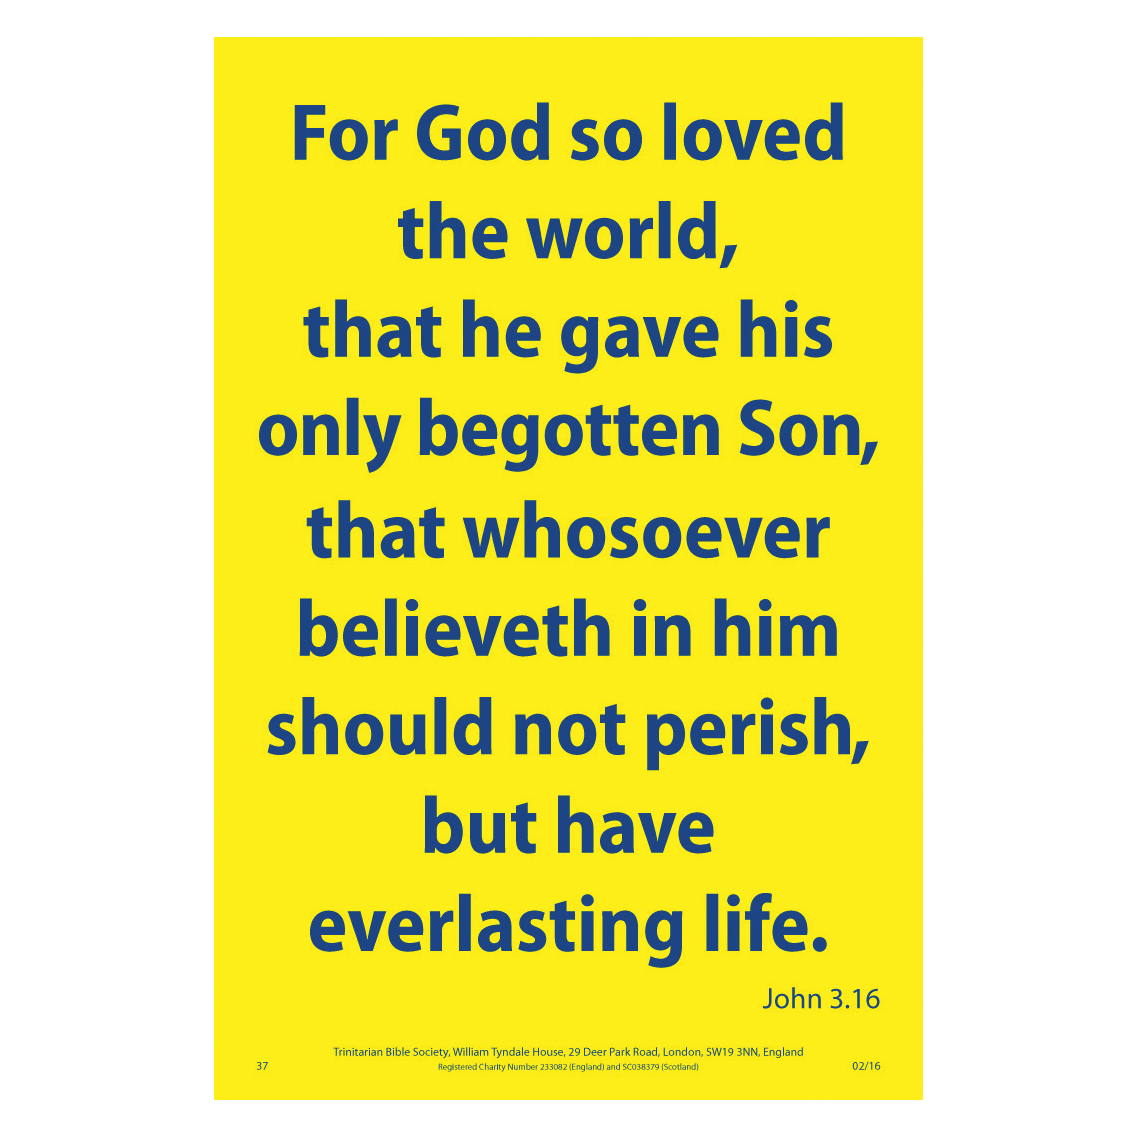 For God so loved
the world,
that he gave his
only begotten Son,
that whosoever
believeth in him
should not perish,
but have
everlasting life.
John 3.16
Trinitarian Bible Society, William Tyndale House, 29 Deer Park Road, London, SW19 3NN, England
37 Registered Charity Number 233082 (England) and SC038379 (Scotland) 02/16